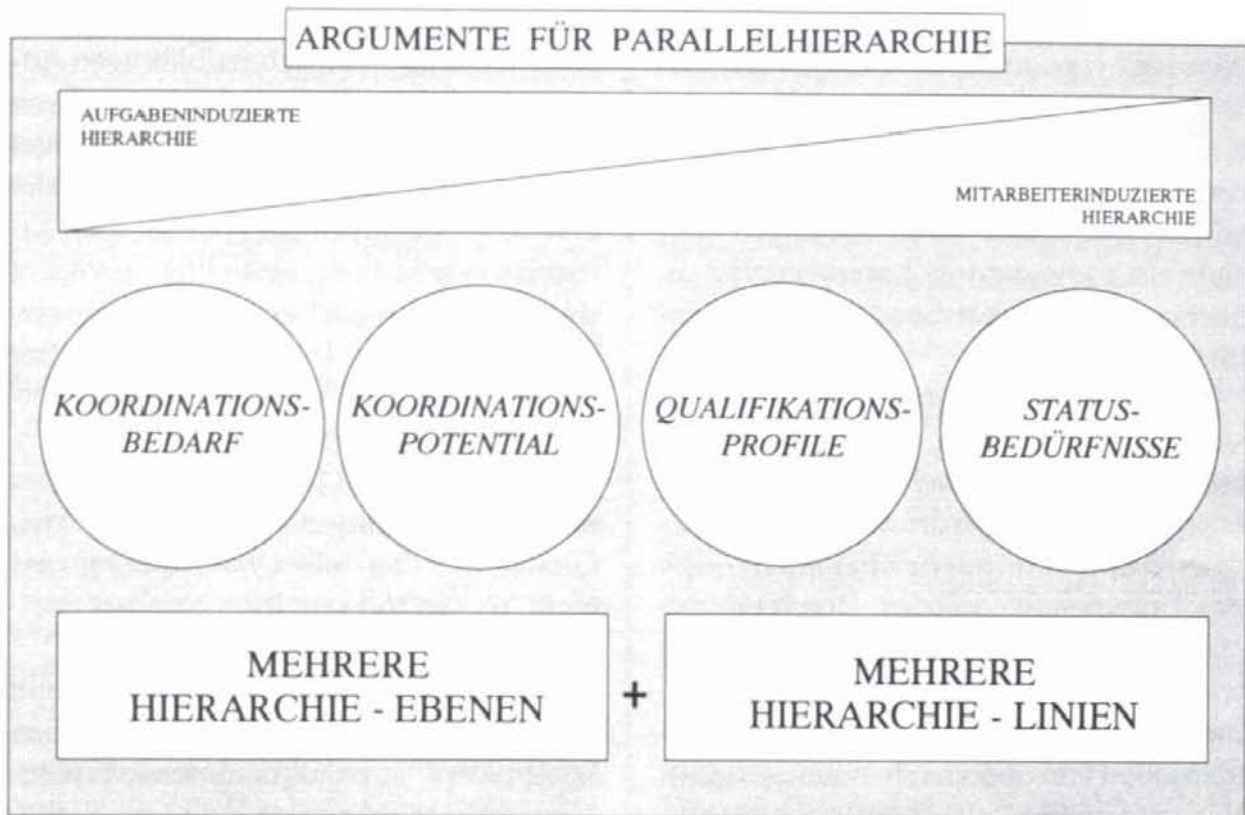 ARGUMENTE FÜR PARALLELHIERARCHIE
AUFGABENINDUZIERTE
HIERARCHIE
MITARBEITERINDUZIERTE
HIERARCHIE
KOORDINATIONS-
BEDARF
KOORDINATIONS-
POTENTIAL
QUALIFIKATIONS-
PROFILE
STATUS-
BEDÜRFNISSE
MEHRERE
HIERARCHIE - EBENEN
+
MEHRERE
HIERARCHIE - LINIEN